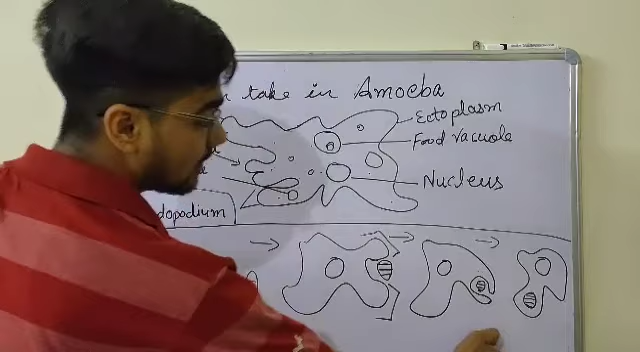 take in Amoeba
Ectoplasm
Food vacuole
Nucleus
dopodium